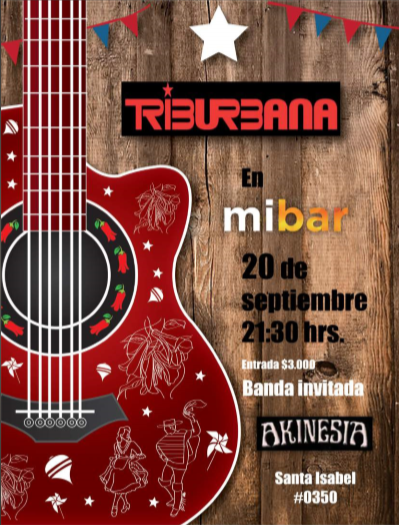 TRIBURBANA
En
mibar
20 de
septiembre
21:30 hrs.
Entrada $3.000
Banda invitada
AKINESIA
Santa Isabel
#0350